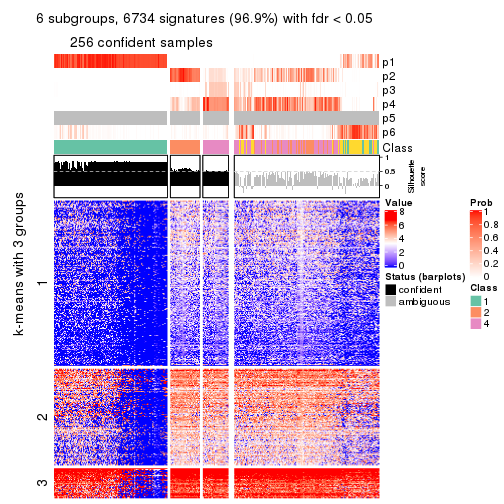 6 subgroups, 6734 signatures (96.9%) with fdr < 0.05
256 confident samples
p1
p2
p3
p4
p5
p6
Class
1
0.5
0
Silhouette
score
k-means with 3 groups
1
2
3
Value
8
6
4
2
0
Status (barplots)
confident
ambiguous
Prob
1
0.8
0.6
0.4
0.2
0
Class
1
2
4